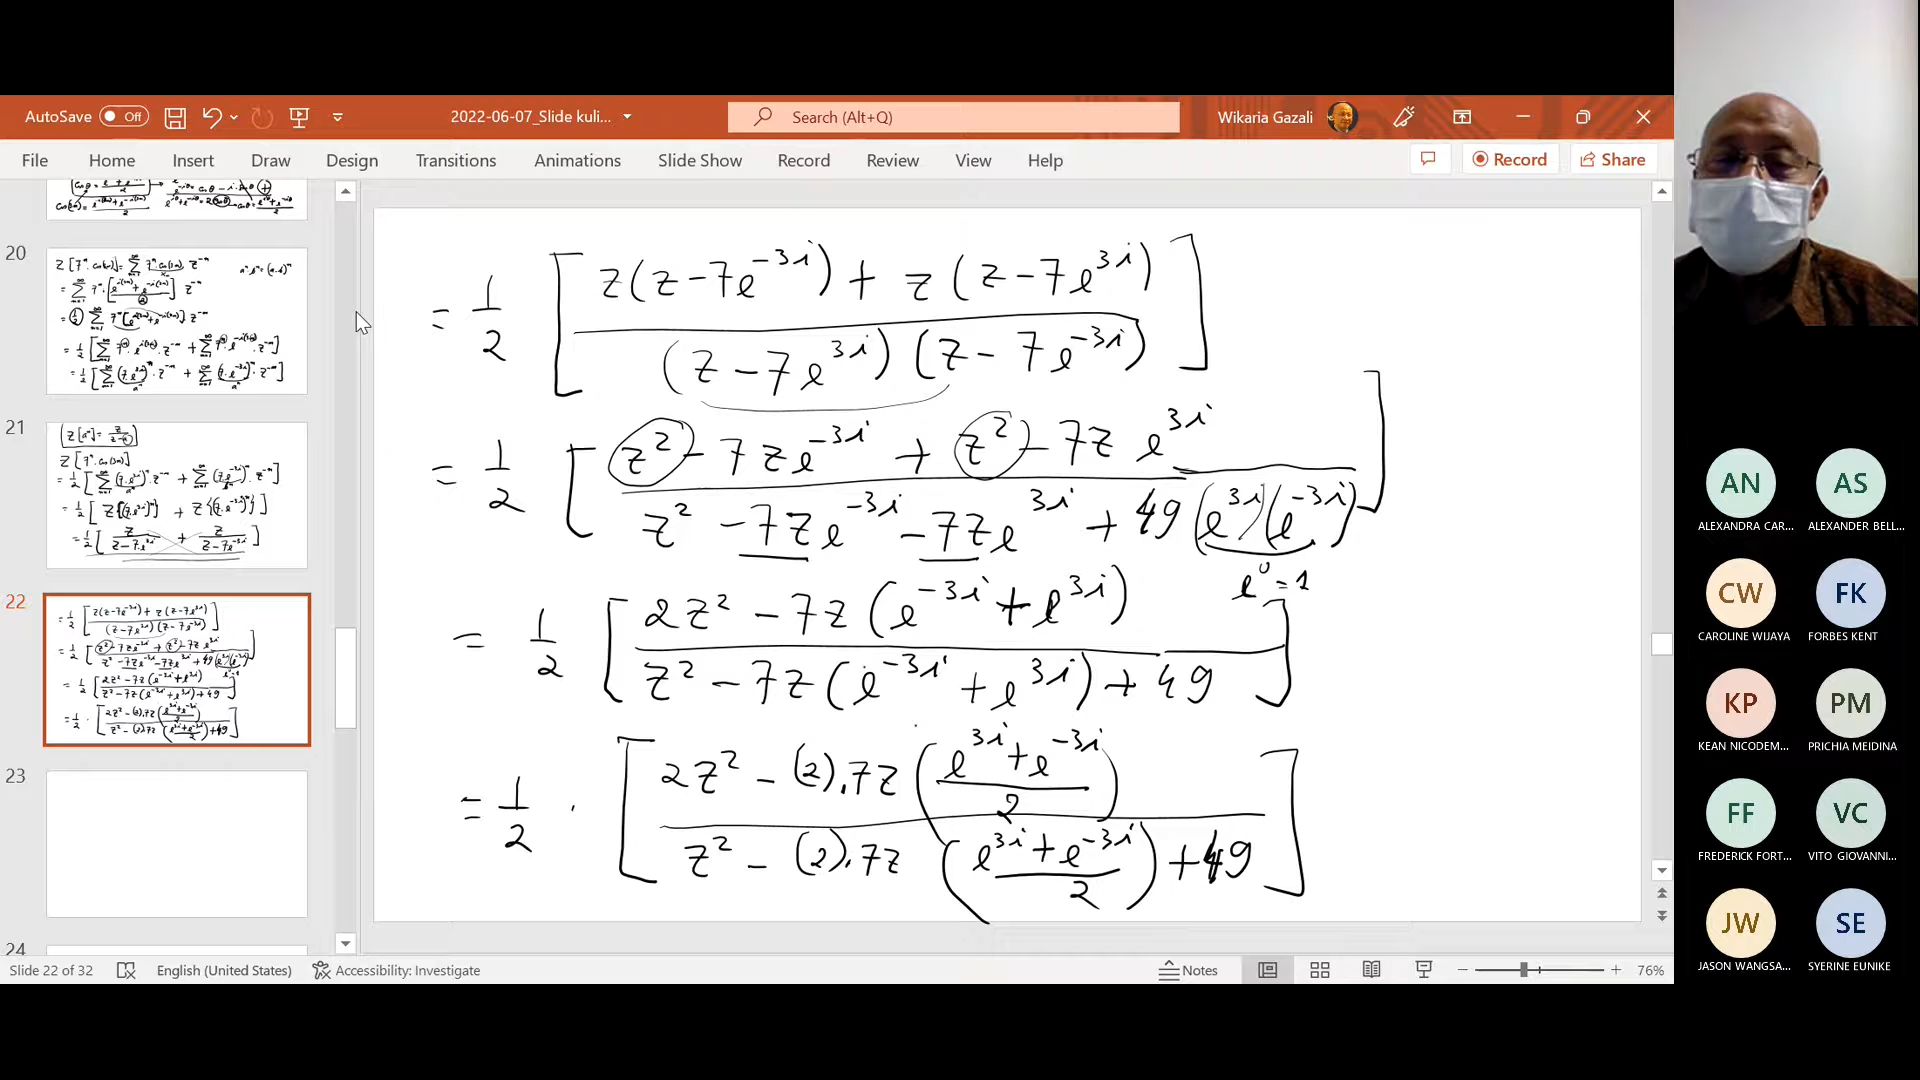 AutoSave Off 2022-06-07_Slide kuli... Search (Alt+Q) Wikaria Gazali
File Home Insert Draw Design Transitions Animations Slide Show Record Review View Help Record Share
20
21
22
23
24
= 1/2 [ (z(z-7e^{-3i}) + z(z-7e^{3i})) / ((z-7e^{3i})(z-7e^{-3i})) ]
= 1/2 [ (z² - 7ze^{-3i} + z² - 7ze^{3i}) / (z² - 7ze^{-3i} - 7ze^{3i} + 49(e^{3i})(e^{-3i})) ]
e⁰ = 1
= 1/2 [ (2z² - 7z(e^{-3i} + e^{3i})) / (z² - 7z(e^{-3i} + e^{3i}) + 49) ]
= 1/2 · [ (2z² - (2).7z((e^{3i} + e^{-3i})/2)) / (z² - (2).7z((e^{3i} + e^{-3i})/2) + 49) ]
Slide 22 of 32 English (United States) Accessibility: Investigate Notes 76%
AN AS
ALEXANDRA CAR... ALEXANDER BELL...
CW FK
CAROLINE WIJAYA FORBES KENT
KP PM
KEAN NICODEM... PRICHIA MEIDINA
FF VC
FREDERICK FORT... VITO GIOVANNI...
JW SE
JASON WANGSA... SYERINE EUNIKE